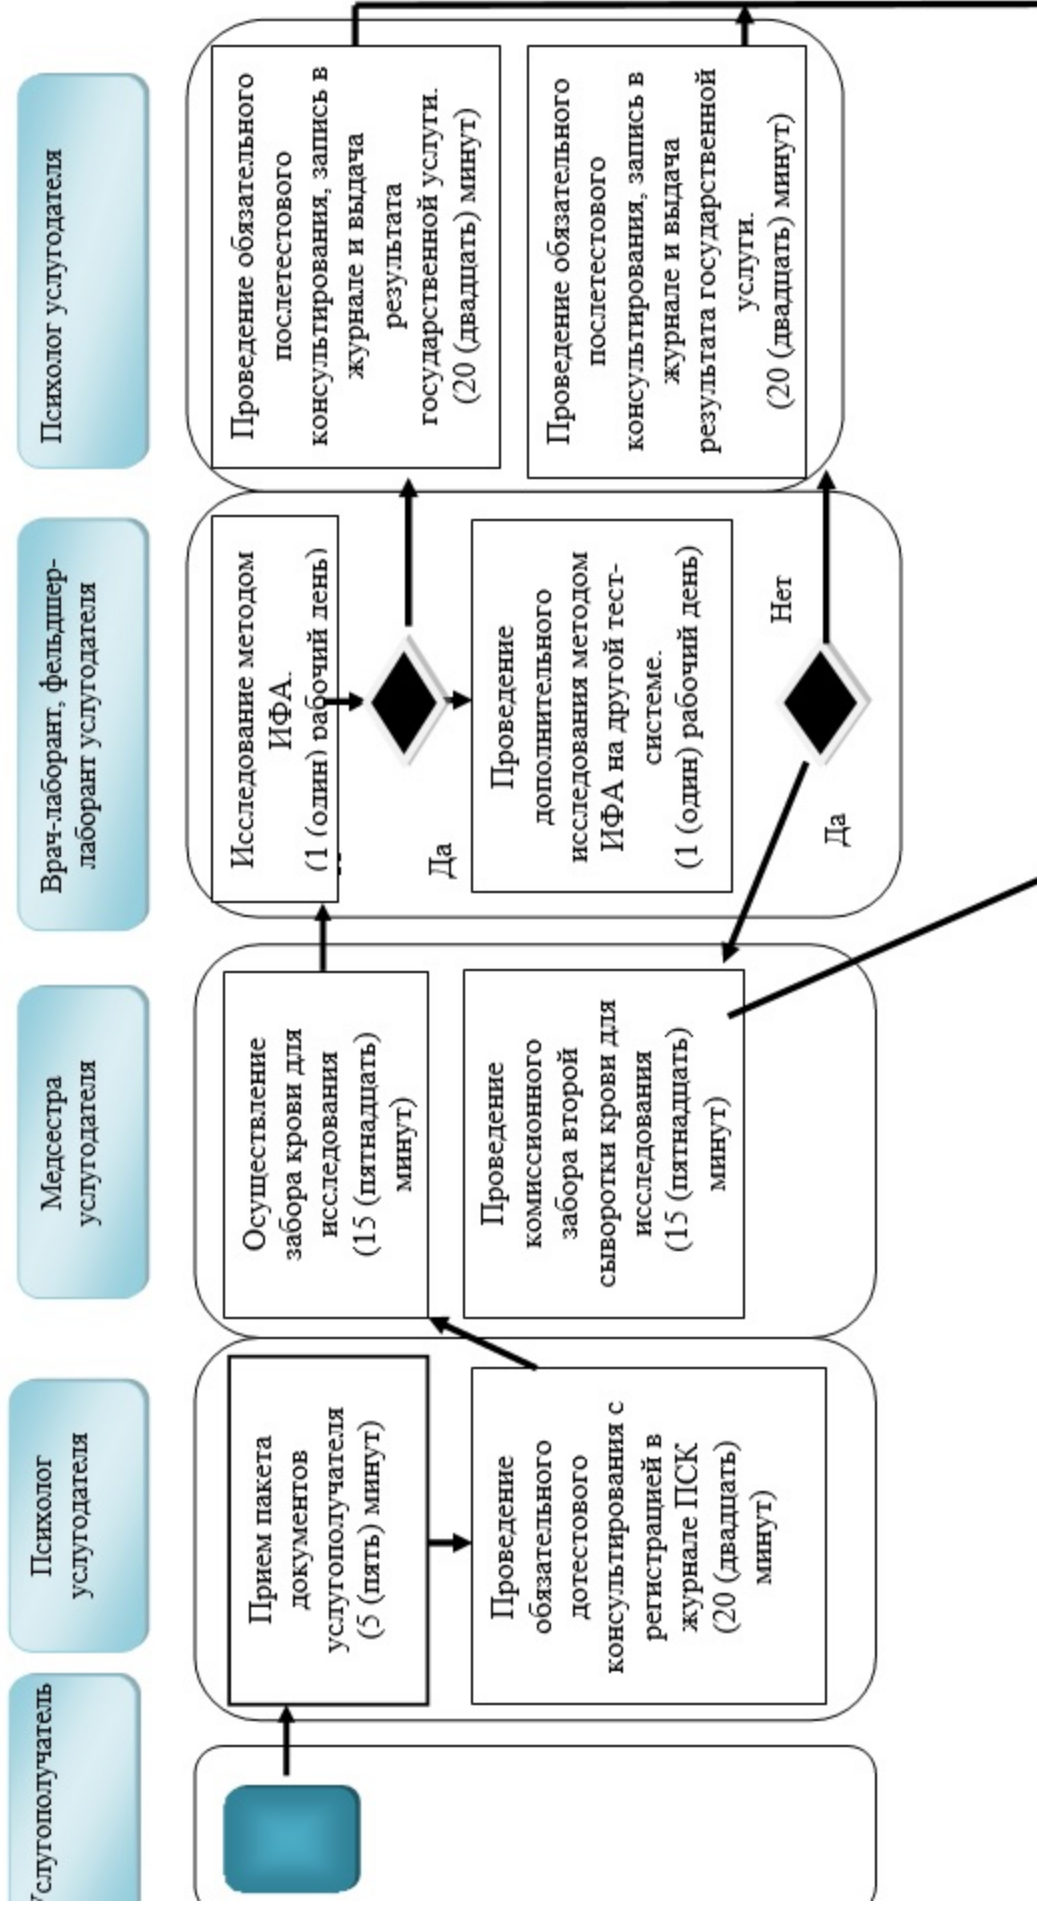 Услугополучатель
Психолог
услугодателя
Медсестра
услугодателя
Врач-лаборант, фельдшер-
лаборант услугодателя
Психолог услугодателя
Прием пакета
документов
услугополучателя
(5 (пять) минут)
Проведение
обязательного
дотестового
консультирования с
регистрацией в
журнале ПСК
(20 (двадцать)
минут)
Осуществление
забора крови для
исследования
(15 (пятнадцать)
минут)
Проведение
комиссионного
забора второй
сыворотки крови для
исследования
(15 (пятнадцать)
минут)
Исследование методом
ИФА.
(1 (один) рабочий день)
Да
Проведение
дополнительного
исследования методом
ИФА на другой тест-
системе.
(1 (один) рабочий день)
Нет
Да
Проведение обязательного
послетестового
консультирования, запись в
журнале и выдача
результата
государственной услуги.
(20 (двадцать) минут)
Проведение обязательного
послетестового
консультирования, запись в
журнале и выдача
результата государственной
услуги.
(20 (двадцать) минут)